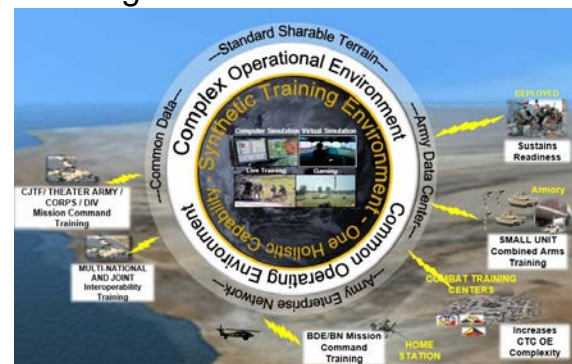 ---Standard Sharable Terrain---
Complex Operational Environment
Synthetic Training Environment - One Holistic Capability
Computer Simulation Virtual Simulation
Live Training Gaming
---Common Data---
---Army Data Center---
Common Operating Environment
---Army Enterprise Network---
DEPLOYED
Sustains
Readiness
Armory
SMALL UNIT
Combined Arms
Training
COMBAT TRAINING
CENTERS
Increases
CTC OE
Complexity
CJTF/ THEATER ARMY /
CORPS / DIV
Mission Command
Training
MULTI-NATIONAL
AND JOINT
Interoperability
Training
BDE/BN Mission
Command
Training
HOME
STATION